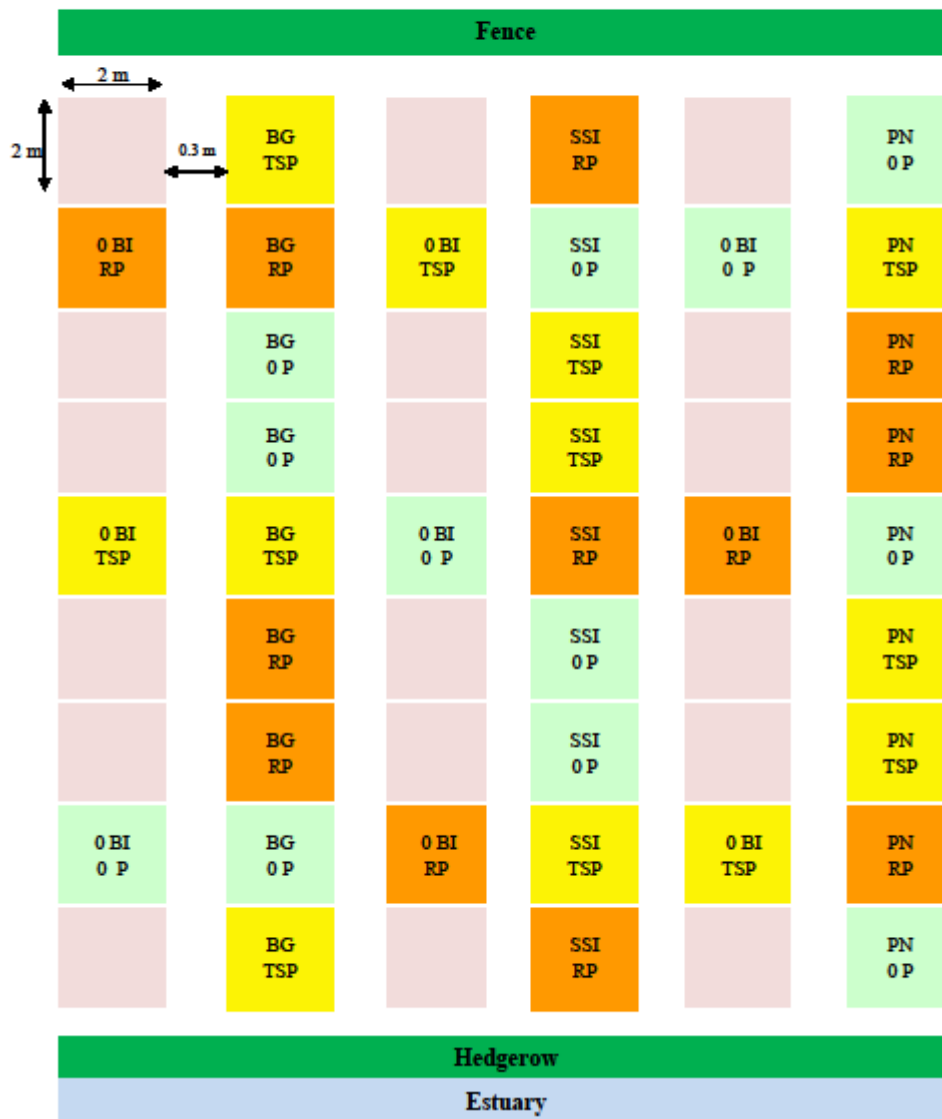 Fence
2 m
2 m
0.3 m
BG
TSP
SSI
RP
PN
0 P
0 BI
RP
BG
RP
0 BI
TSP
SSI
0 P
0 BI
0 P
PN
TSP
BG
0 P
SSI
TSP
PN
RP
BG
0 P
SSI
TSP
PN
RP
0 BI
TSP
BG
TSP
0 BI
0 P
SSI
RP
0 BI
RP
PN
0 P
BG
RP
SSI
0 P
PN
TSP
BG
RP
SSI
0 P
PN
TSP
0 BI
0 P
BG
0 P
0 BI
RP
SSI
TSP
0 BI
TSP
PN
RP
BG
TSP
SSI
RP
PN
0 P
Hedgerow
Estuary